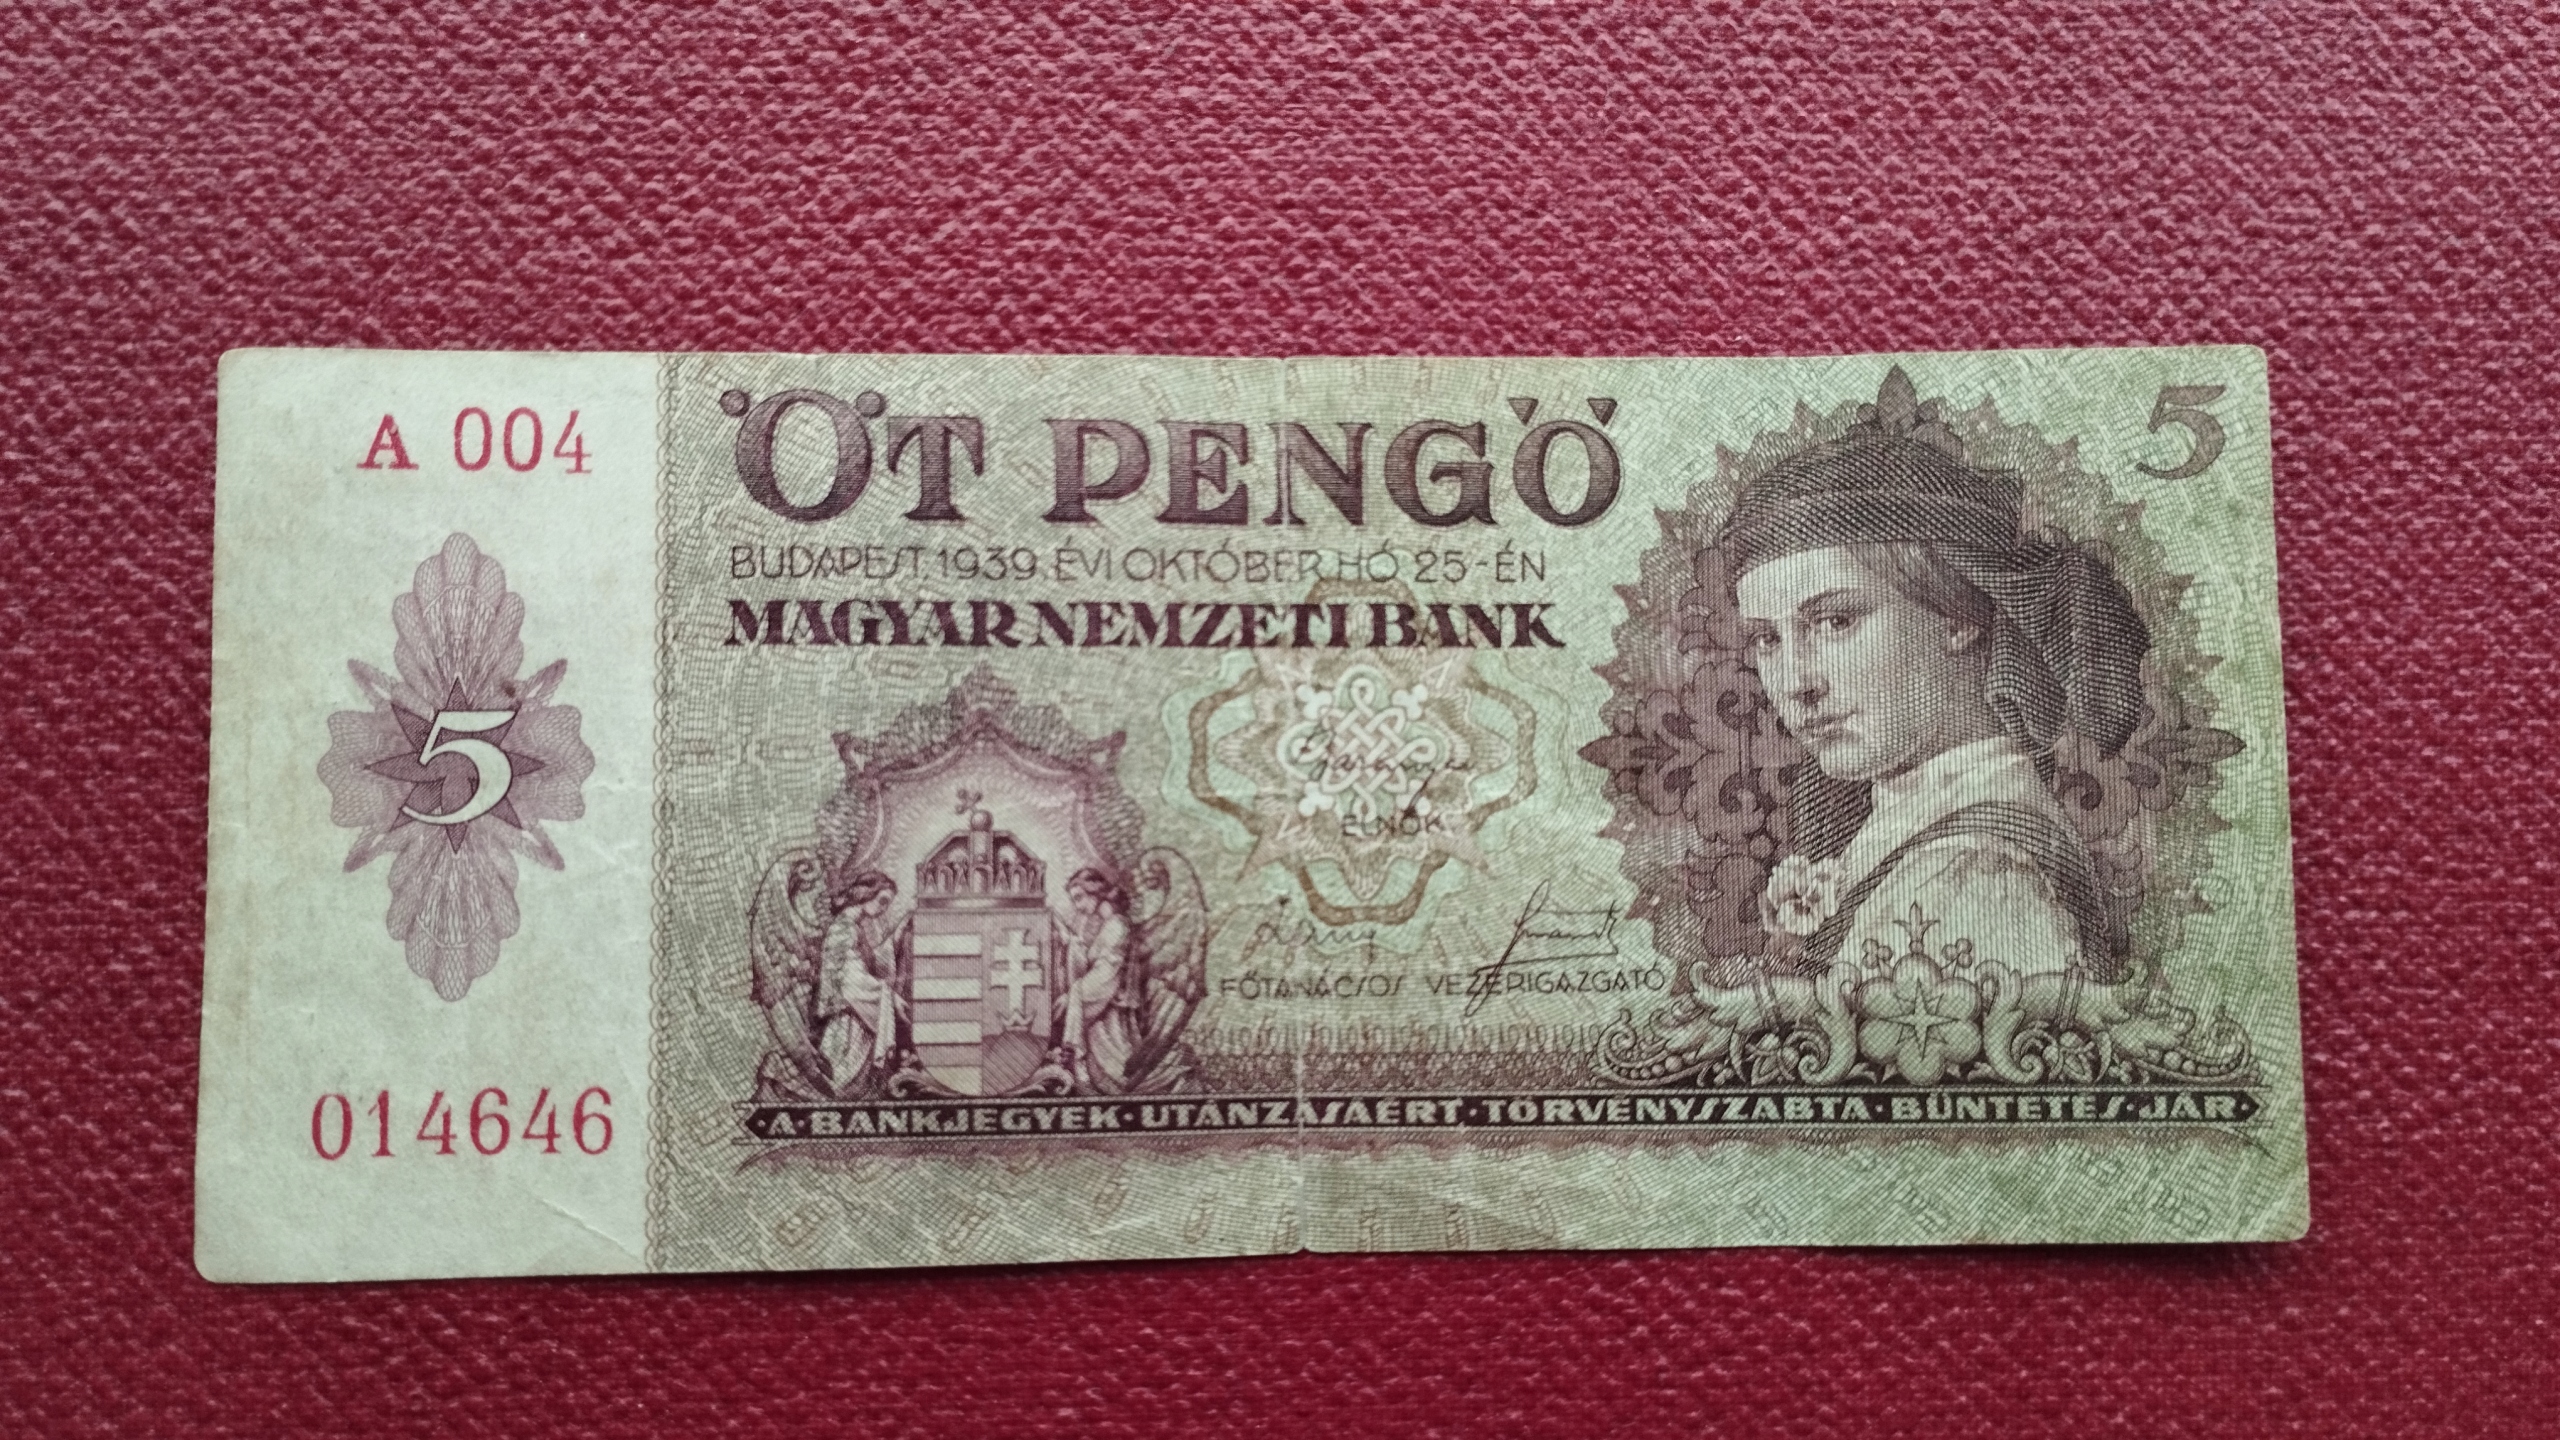 A 004
ÖT PENGŐ
5
BUDAPEST, 1939. ÉVI OKTÓBER HÓ 25-ÉN
MAGYAR NEMZETI BANK
5
ELNÖK
FŐTANÁCSOS VEZÉRIGAZGATÓ
014646
·A·BANKJEGYEK·UTÁNZÁSAÉRT·TÖRVÉNYSZABTA·BÜNTETÉS·JÁR·